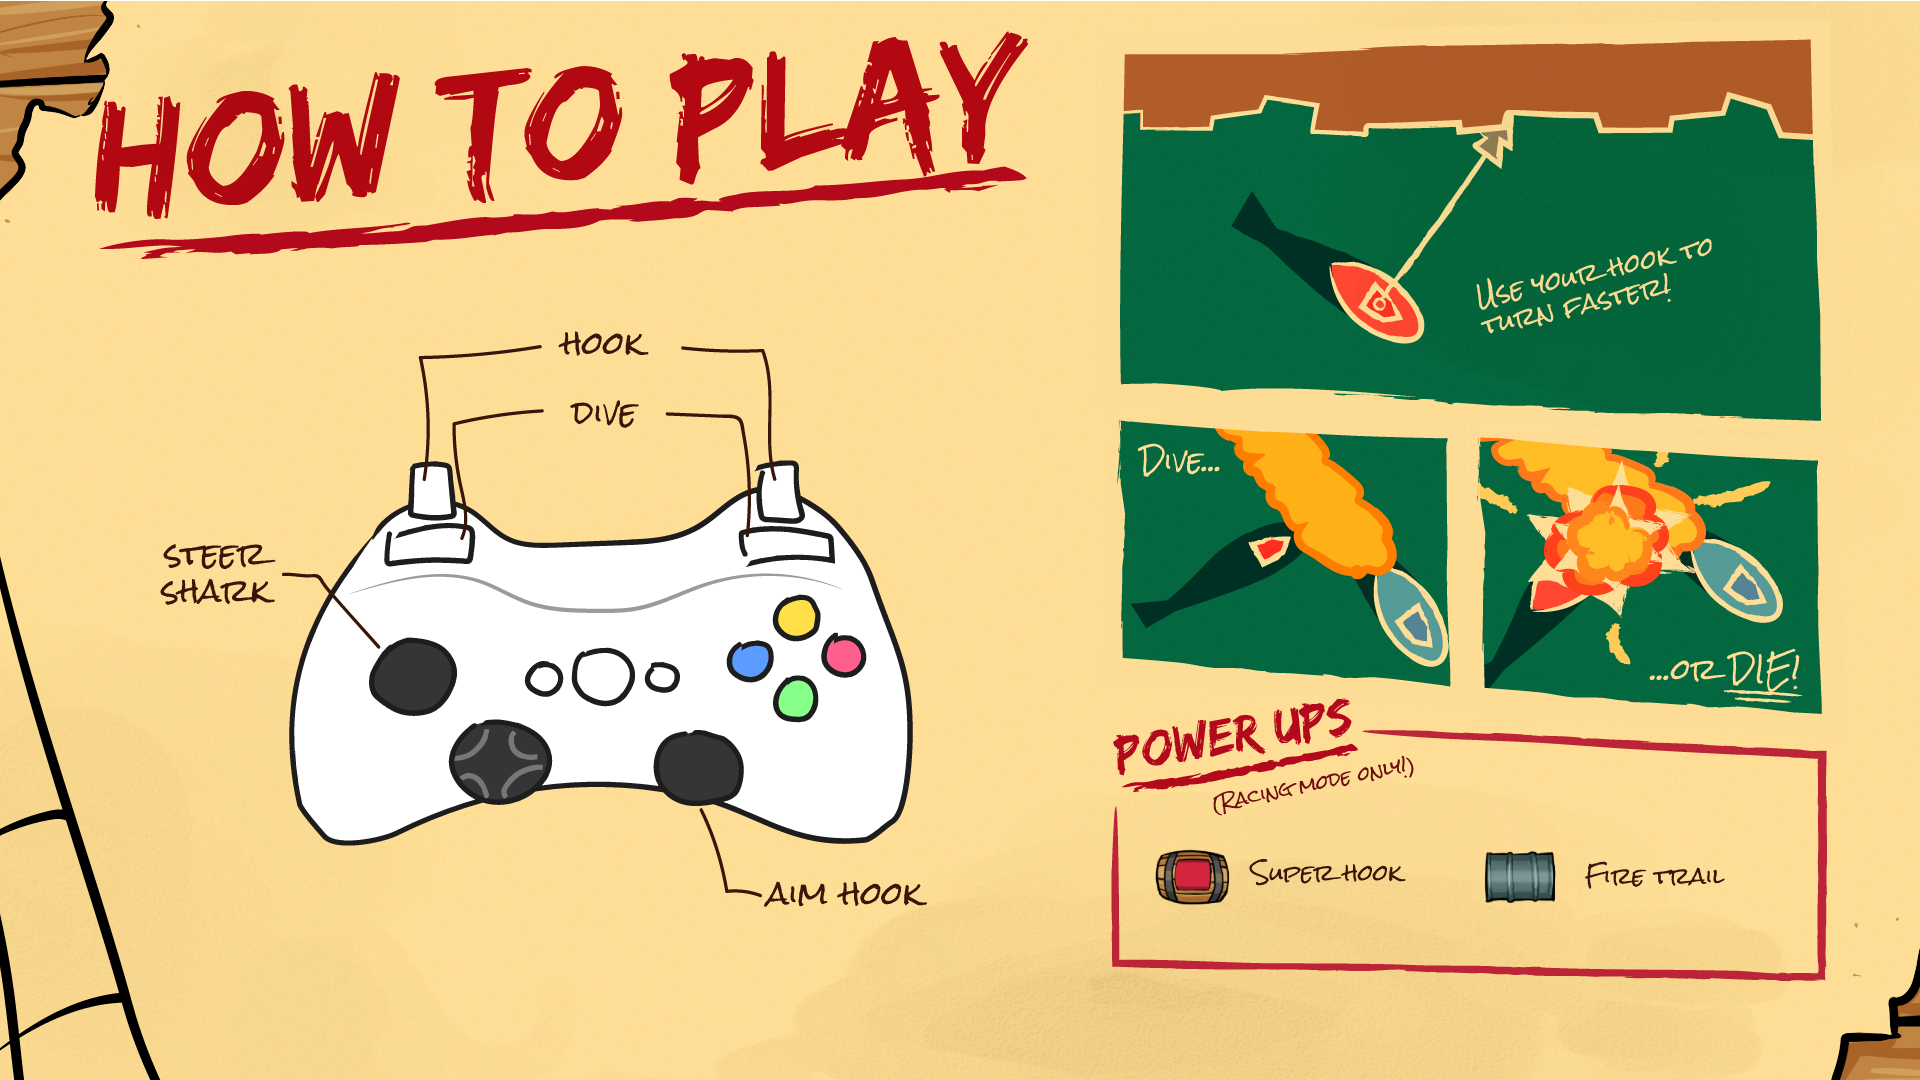 HOW TO PLAY
HOOK
DIVE
STEER
SHARK
AIM HOOK
USE YOUR HOOK TO
TURN FASTER!
DIVE...
...OR DIE!
POWER UPS
(RACING MODE ONLY!)
SUPER HOOK
FIRE TRAIL